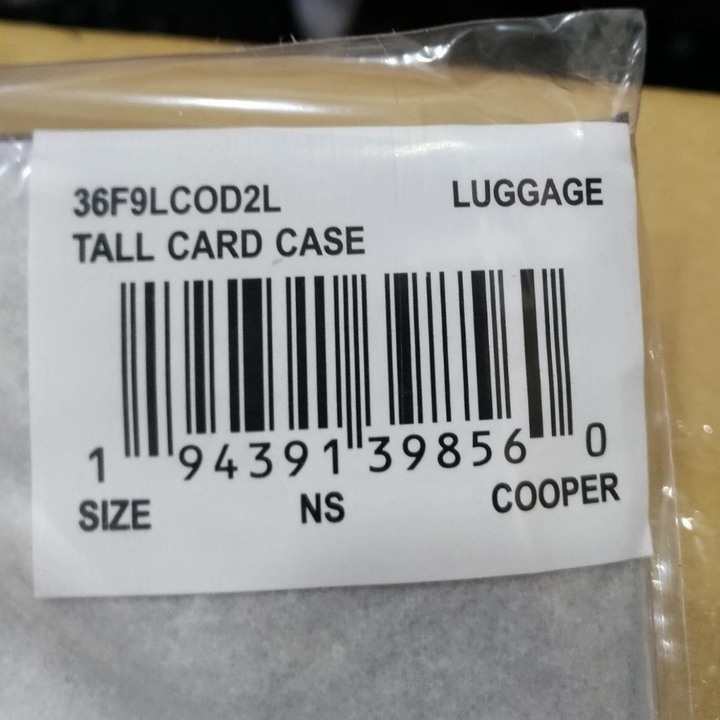 36F9LCOD2L LUGGAGE
TALL CARD CASE
1 94391 39856 0
SIZE NS COOPER